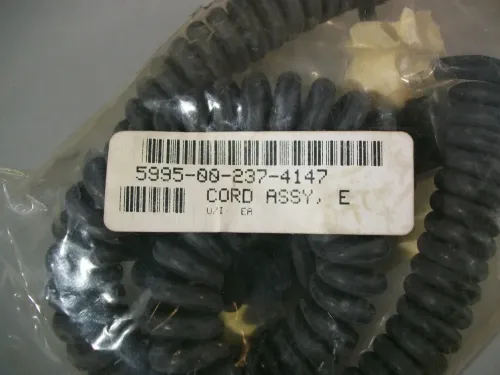 5995-00-237-4147
CORD ASSY, E
U/I EA